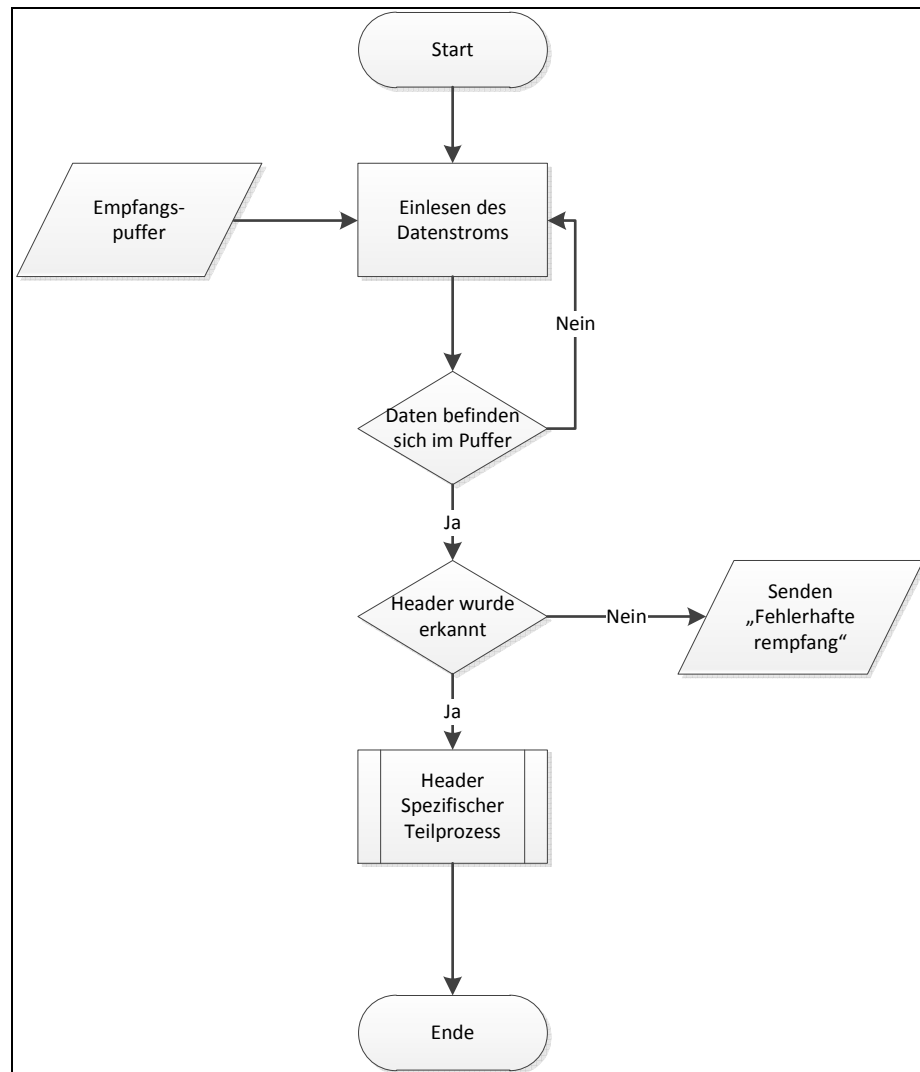 Start
Empfangs-
puffer
Einlesen des
Datenstroms
Nein
Daten befinden
sich im Puffer
Ja
Header wurde
erkannt
Nein
Senden
„Fehlerhafte
rempfang“
Ja
Header
Spezifischer
Teilprozess
Ende